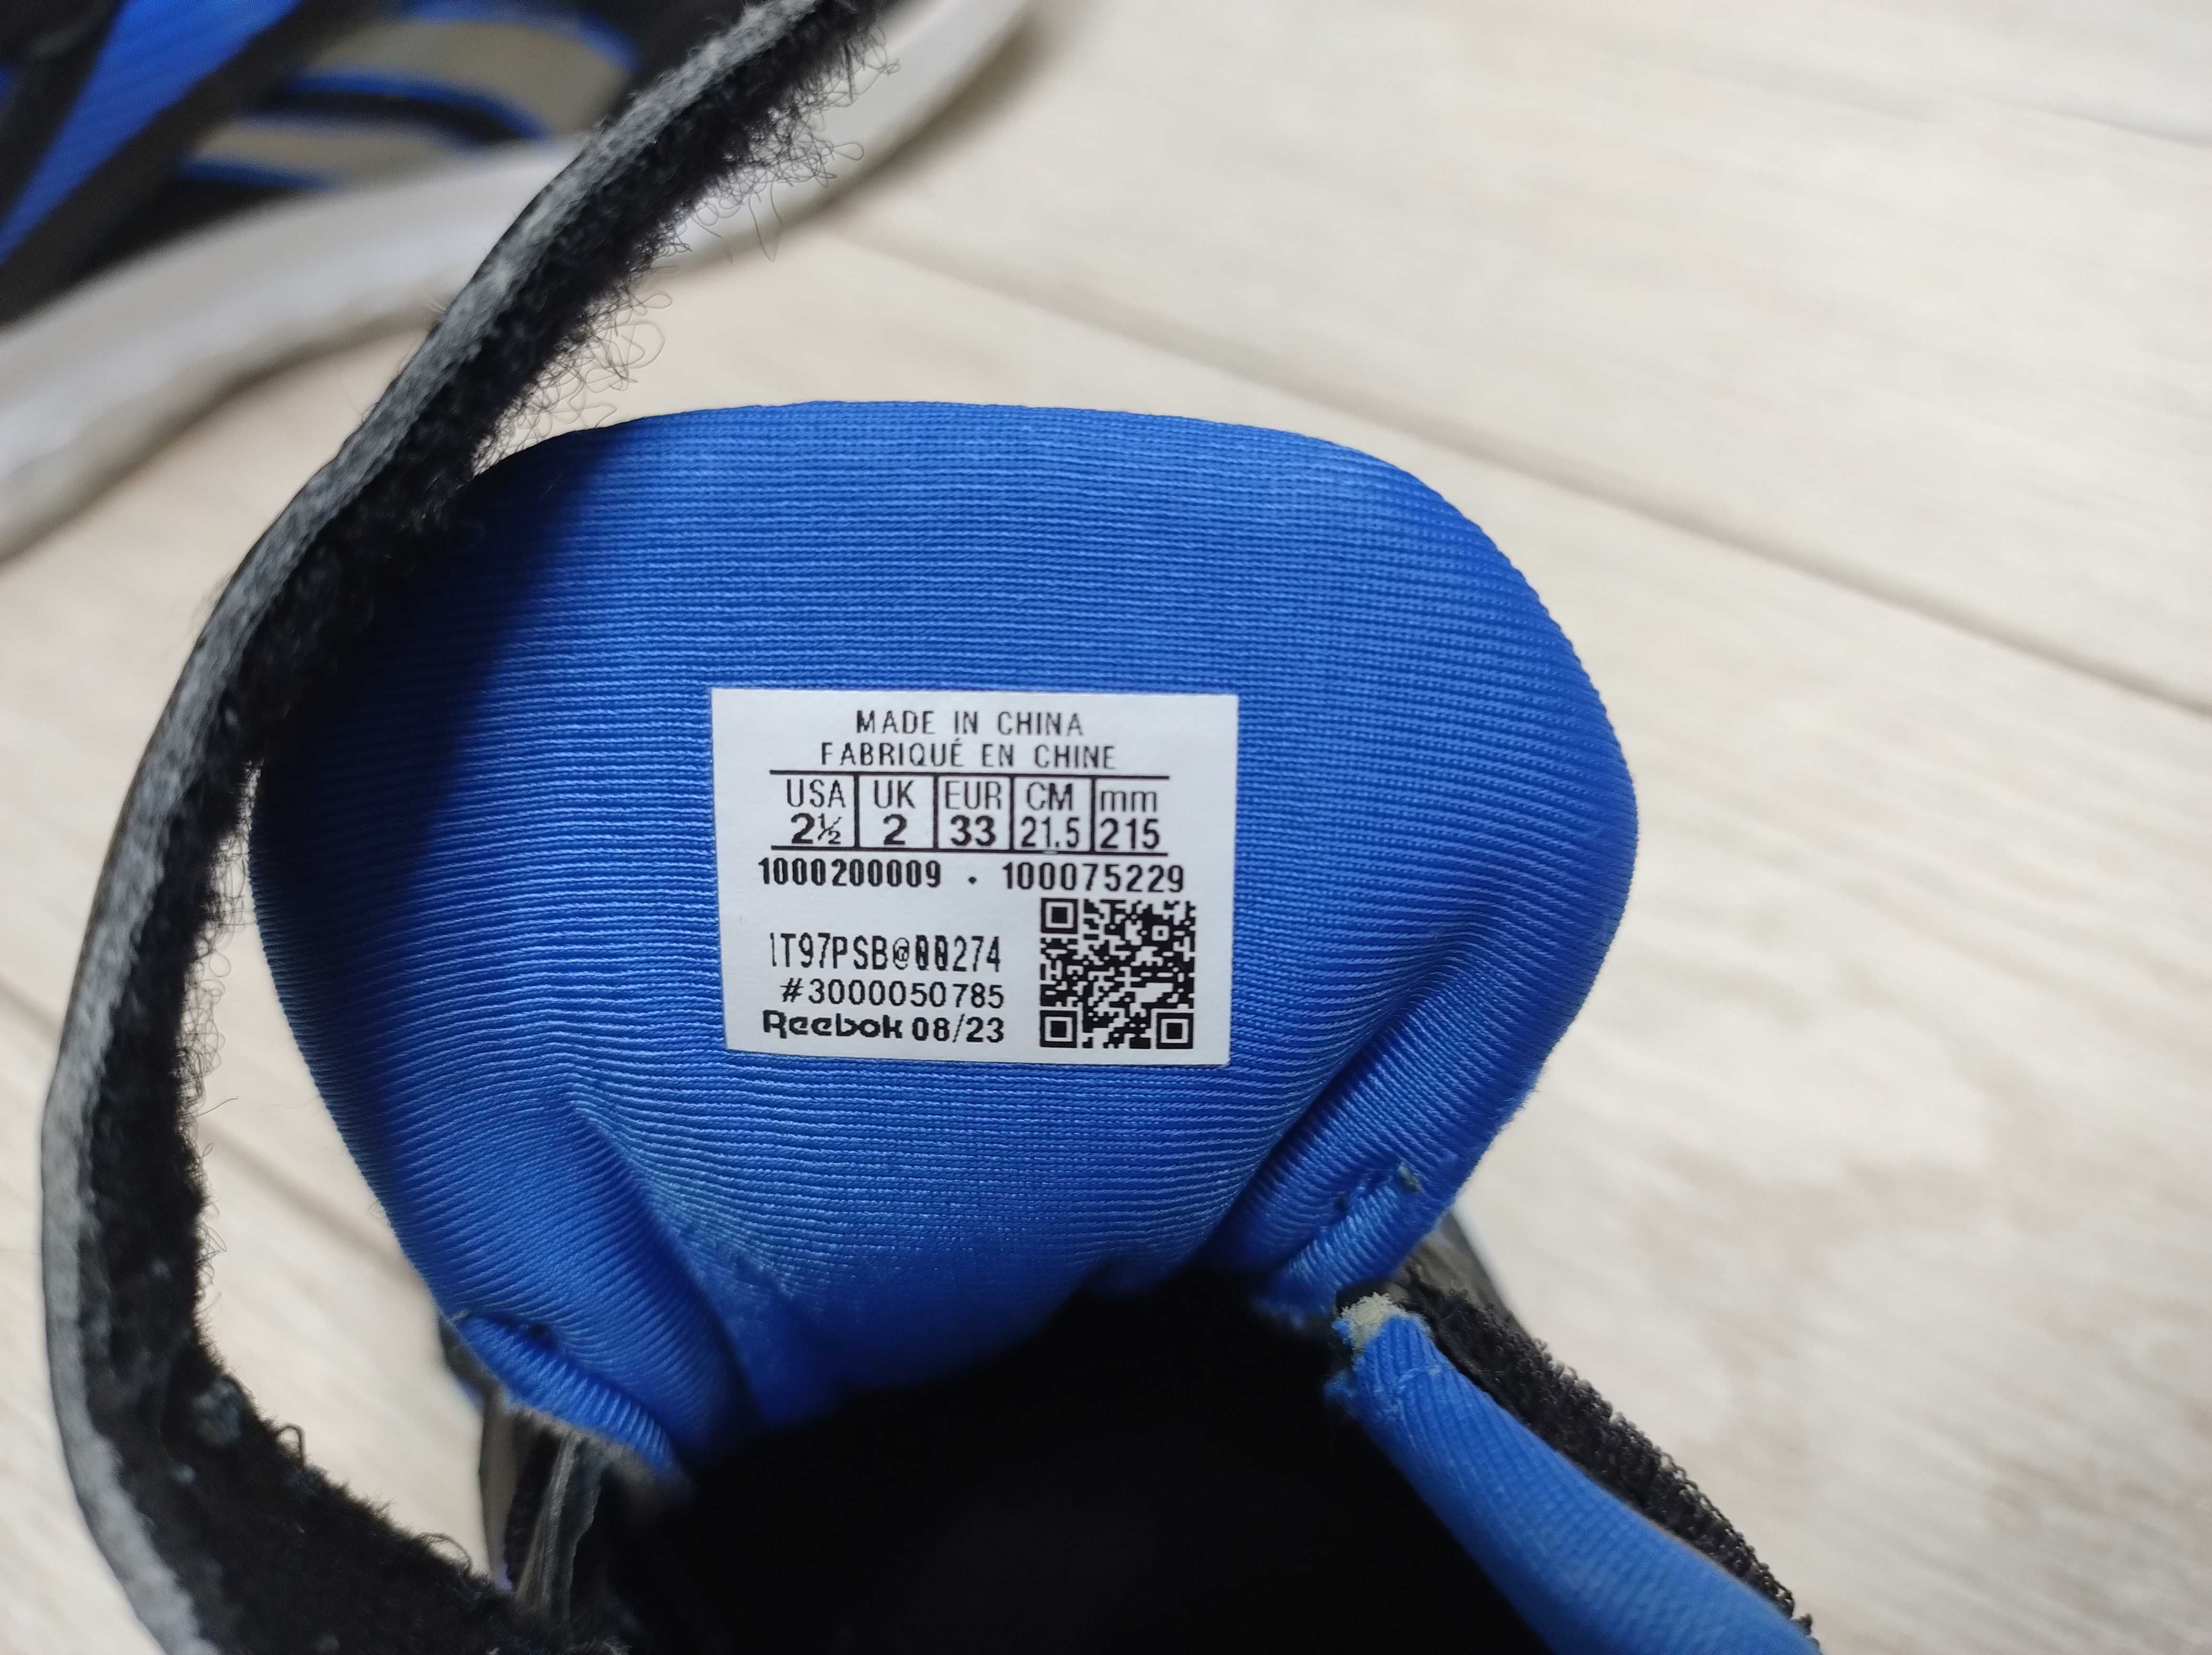 MADE IN CHINA
FABRIQUÉ EN CHINE
USA UK EUR CM mm
2½ 2 33 21.5 215
1000200009 · 100075229
1T97PSB@00274
#3000050785
Reebok 08/23